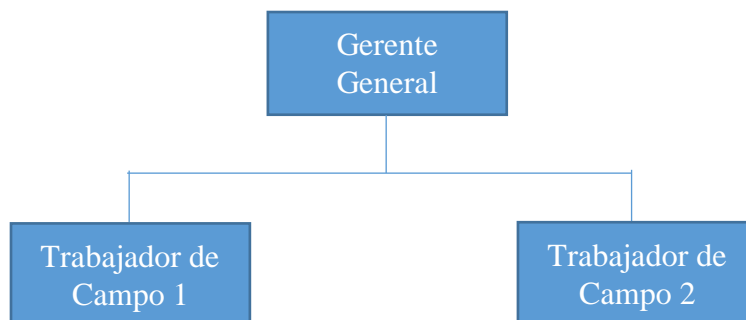 Gerente
General
Trabajador de
Campo 1
Trabajador de
Campo 2